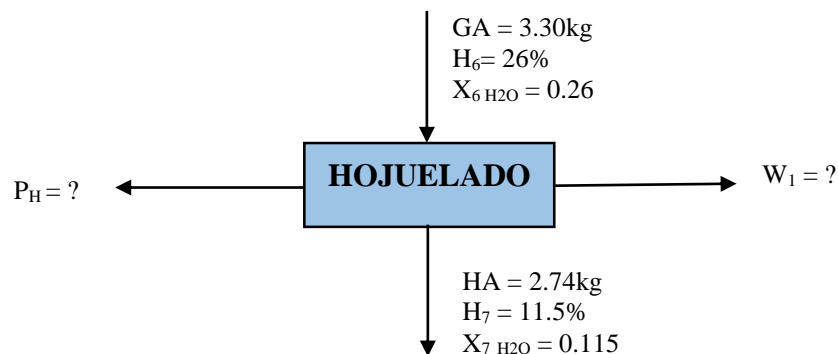 GA = 3.30kg
H₆= 26%
X₆ H2O = 0.26
HOJUELADO
P_H = ?
W₁ = ?
HA = 2.74kg
H₇ = 11.5%
X₇ H2O = 0.115